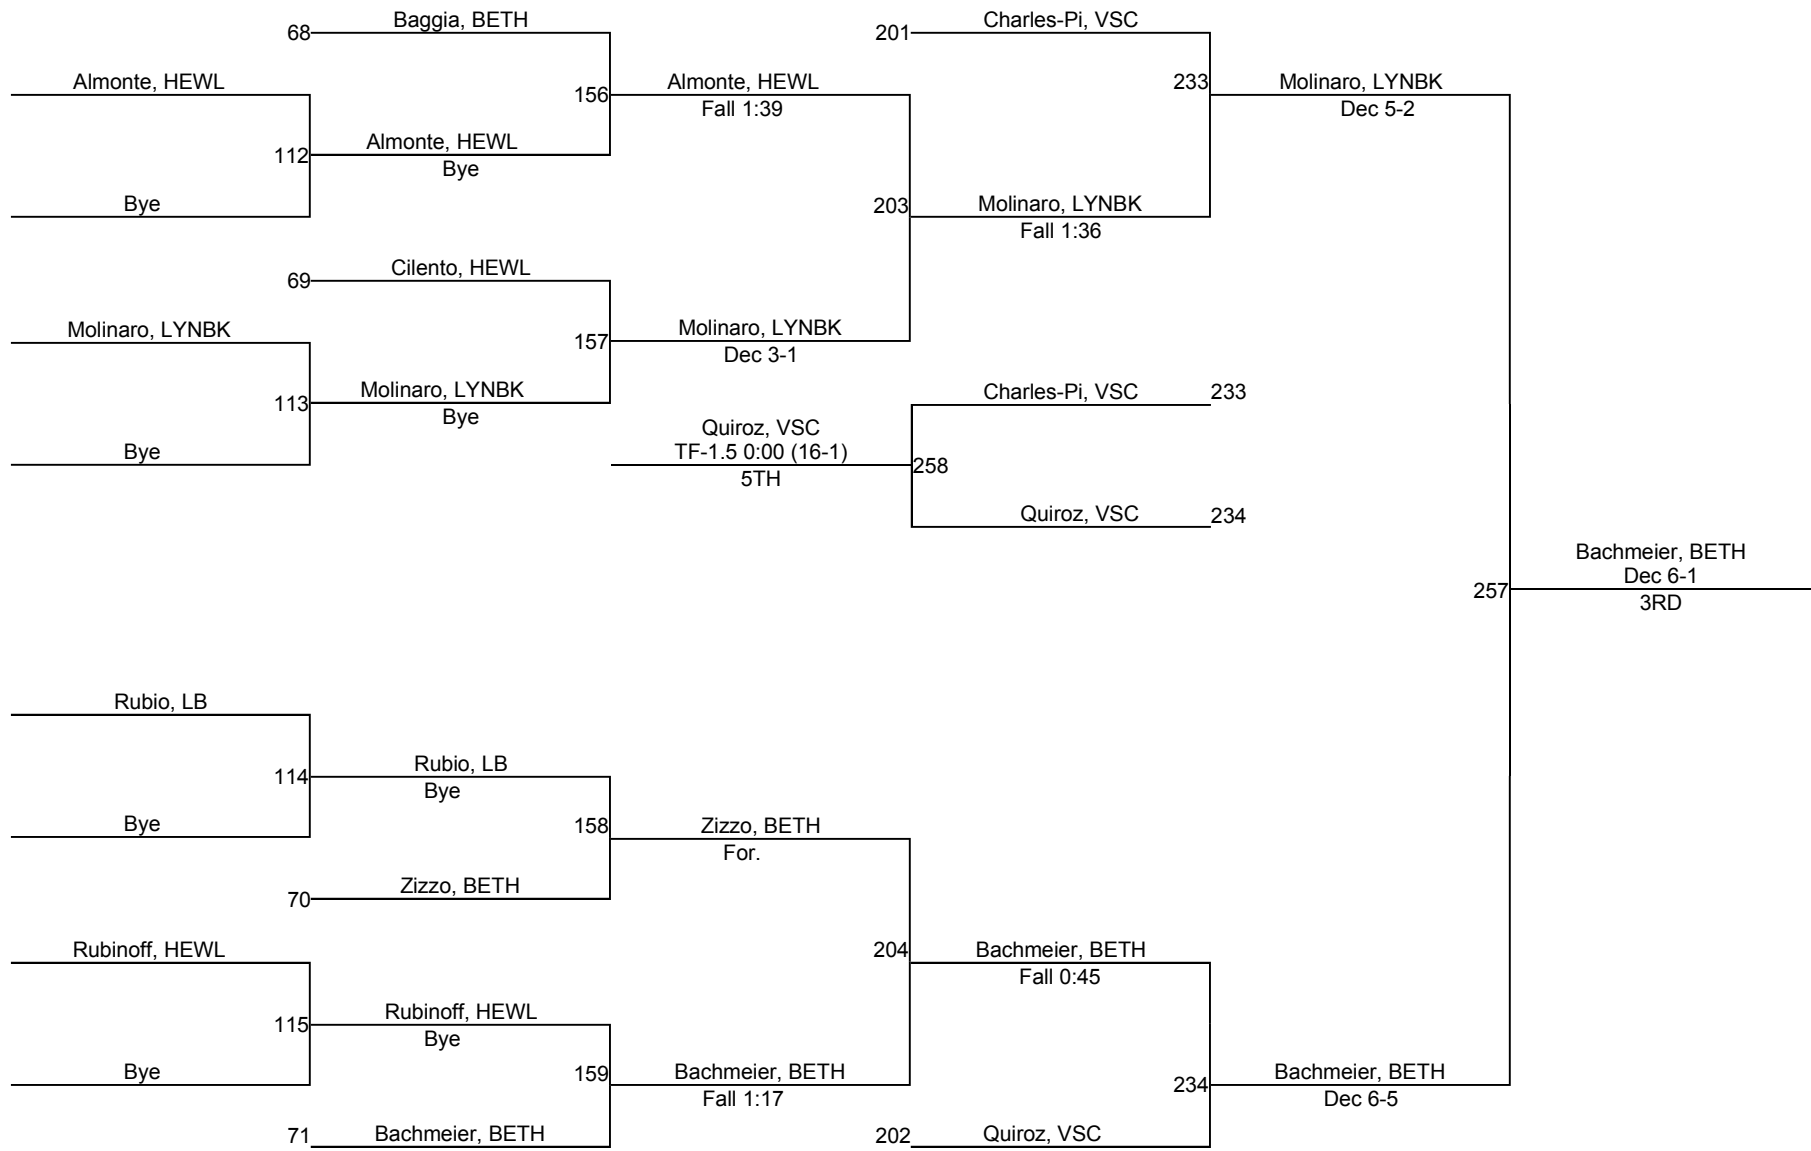 Baggia, BETH
68
Charles-Pi, VSC
201
Almonte, HEWL
156
Almonte, HEWL
Fall 1:39
233
Molinaro, LYNBK
Dec 5-2
112
Almonte, HEWL
Bye
Bye
203
Molinaro, LYNBK
Fall 1:36
69
Cilento, HEWL
Molinaro, LYNBK
157
Molinaro, LYNBK
Dec 3-1
113
Molinaro, LYNBK
Bye
Charles-Pi, VSC
233
Bye
Quiroz, VSC
TF-1.5 0:00 (16-1)
5TH
258
Quiroz, VSC
234
257
Bachmeier, BETH
Dec 6-1
3RD
Rubio, LB
114
Rubio, LB
Bye
Bye
158
Zizzo, BETH
For.
70
Zizzo, BETH
Rubinoff, HEWL
204
Bachmeier, BETH
Fall 0:45
115
Rubinoff, HEWL
Bye
Bye
159
Bachmeier, BETH
Fall 1:17
234
Bachmeier, BETH
Dec 6-5
71
Bachmeier, BETH
202
Quiroz, VSC